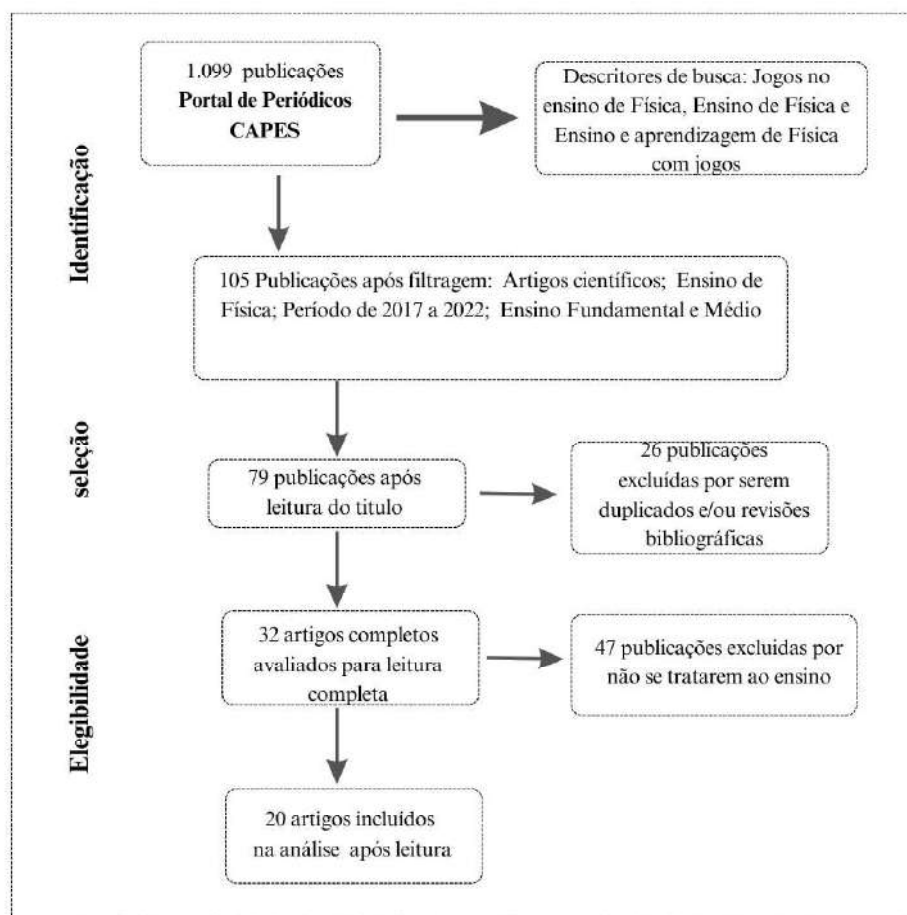 1.099 publicações
Portal de Periódicos
CAPES
Descritores de busca: Jogos no
ensino de Física, Ensino de Física e
Ensino e aprendizagem de Física
com jogos
Identificação
105 Publicações após filtragem: Artigos científicos; Ensino de
Física; Período de 2017 a 2022; Ensino Fundamental e Médio
seleção
79 publicações após
leitura do titulo
26 publicações
excluídas por serem
duplicados e/ou revisões
bibliográficas
Elegibilidade
32 artigos completos
avaliados para leitura
completa
47 publicações excluidas por
não se tratarem ao ensino
20 artigos incluídos
na análise após leitura